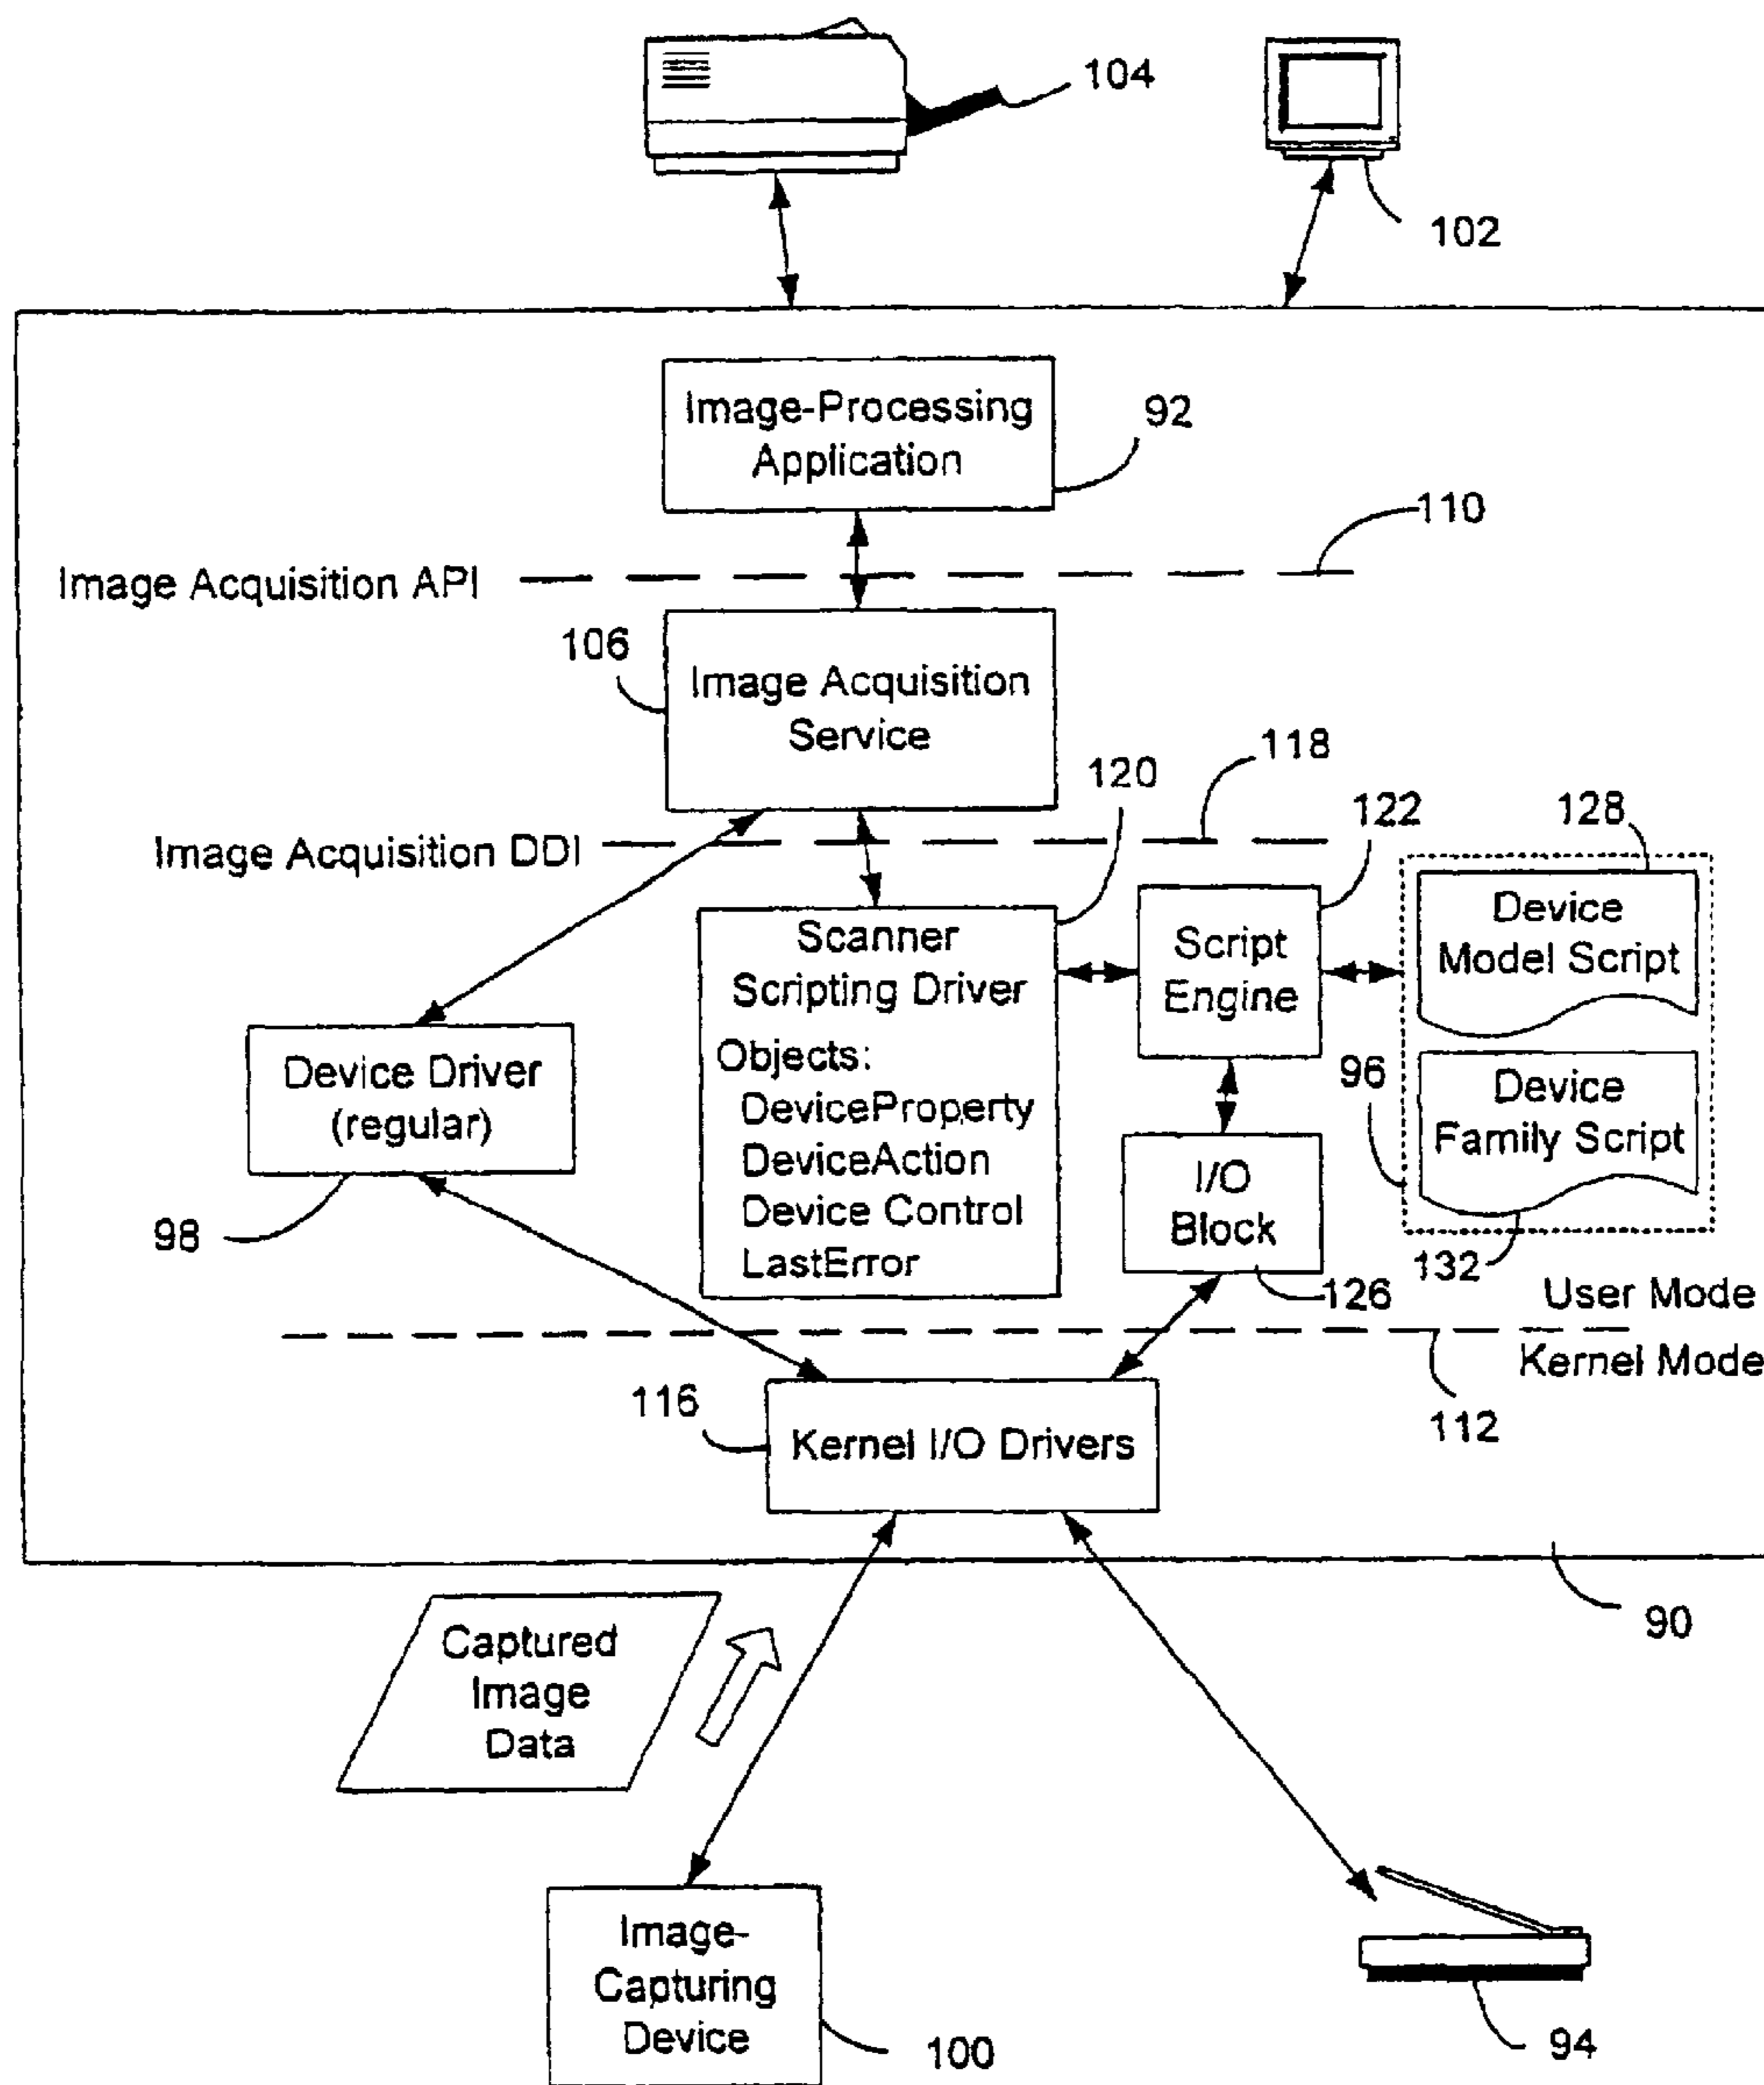 104
102
Image-Processing
Application
92
110
Image Acquisition API
106
Image Acquisition
Service
118
120
122
128
Image Acquisition DDI
Device
Model Script
Scanner
Scripting Driver
Objects:
DeviceProperty
DeviceAction
Device Control
LastError
Script
Engine
Device Driver
(regular)
96
Device
Family Script
98
I/O
Block
132
126
User Mode
Kernel Mode
116
Kernel I/O Drivers
112
90
Captured
Image
Data
Image-
Capturing
Device
100
94